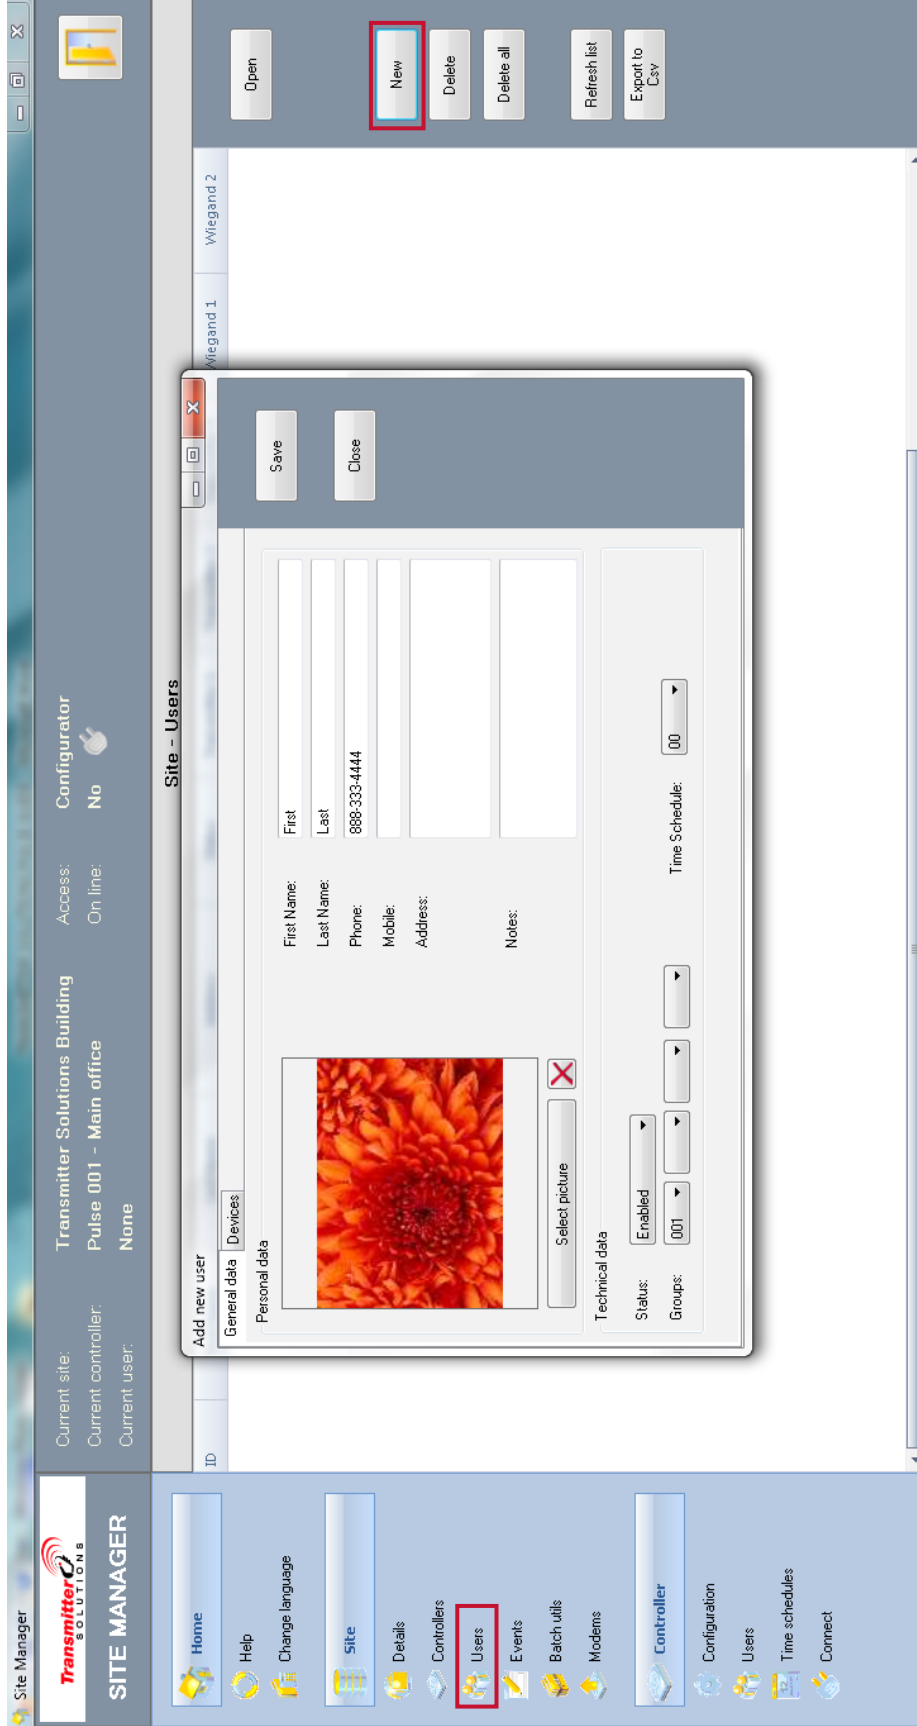 Site Manager
Transmitter
SOLUTIONS
SITE MANAGER
Current site: Transmitter Solutions Building Access: Configurator
Current controller: Pulse 001 - Main office On line: No
Current user: None
Home
Help
Change language
Site
Details
Controllers
Users
Events
Batch utils
Modems
Controller
Configuration
Users
12
Time schedules
Connect
Site - Users
ID Wiegand 1 Wiegand 2
Add new user
General data Devices
Personal data
First Name: First
Last Name: Last
Phone: 888-333-4444
Mobile:
Address:
Notes:
Select picture
Technical data
Status: Enabled
Groups: 001 Time Schedule: 00
Save
Close
Open
New
Delete
Delete all
Refresh list
Export to
Csv